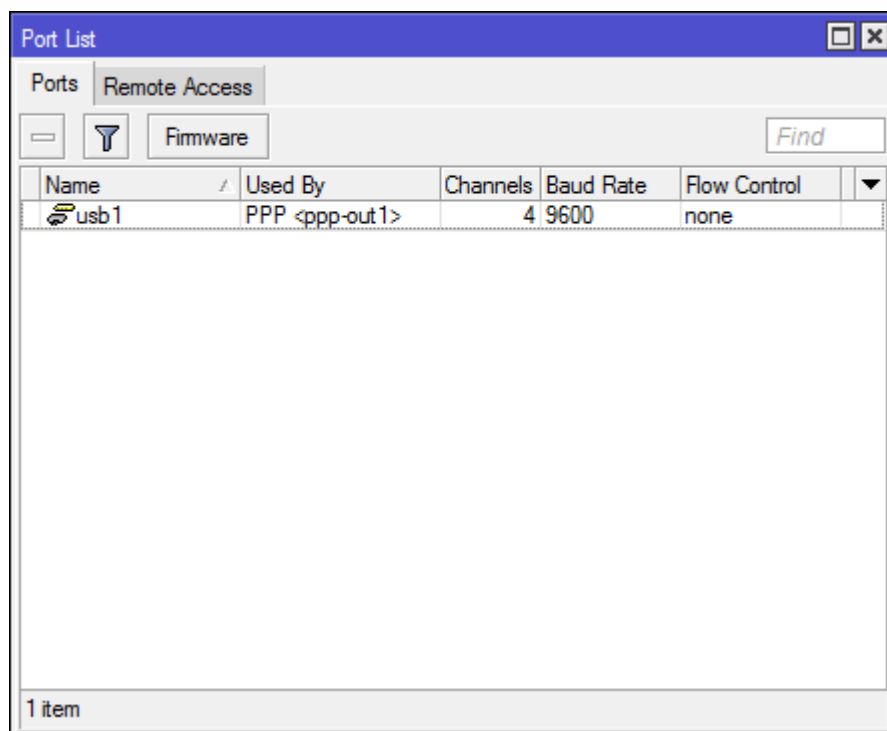 Port List
Ports Remote Access
Firmware Find
Name Used By Channels Baud Rate Flow Control
usb1 PPP <ppp-out1> 4 9600 none
1 item